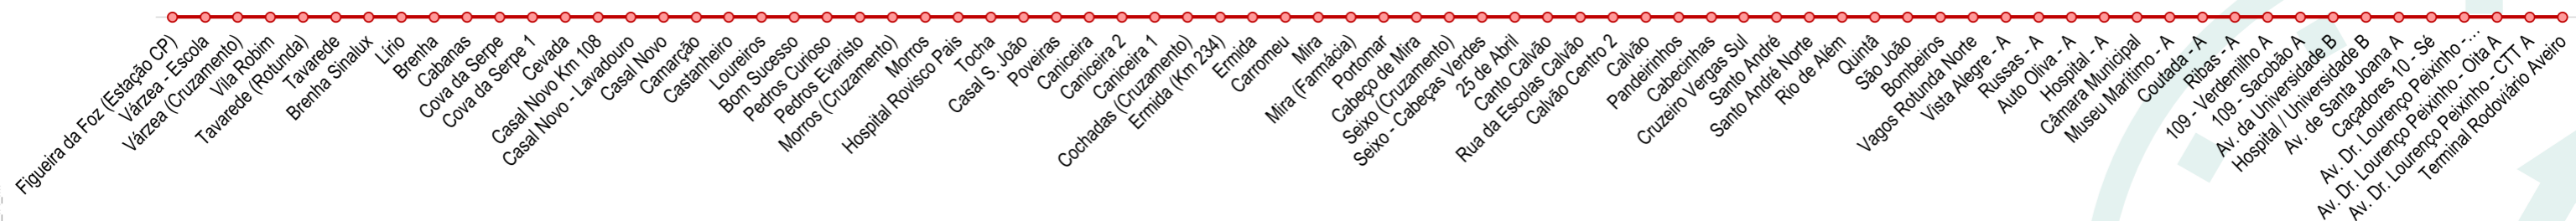 Figueira da Foz (Estação CP)
Várzea - Escola
Várzea (Cruzamento)
Vila Robim
Tavarede (Rotunda)
Tavarede
Brenha Sinalux
Lírio
Brenha
Cabanas
Cova da Serpe
Cova da Serpe 1
Cevada
Casal Novo Km 108
Casal Novo - Lavadouro
Casal Novo
Camarção
Castanheiro
Loureiros
Bom Sucesso
Pedros Curioso
Pedros Evaristo
Morros (Cruzamento)
Morros
Hospital Rovisco Pais
Tocha
Casal S. João
Poveiras
Caniceira
Caniceira 2
Caniceira 1
Cochadas (Cruzamento)
Ermida (Km 234)
Ermida
Carromeu
Mira
Mira (Farmácia)
Portomar
Cabeço de Mira
Seixo (Cruzamento)
Seixo - Cabeças Verdes
25 de Abril
Canto Calvão
Rua da Escolas Calvão
Calvão Centro 2
Calvão
Pandeirinhos
Cabecinhas
Cruzeiro Vergas Sul
Santo André
Santo André Norte
Rio de Além
Quintã
São João
Bombeiros
Vagos Rotunda Norte
Vista Alegre - A
Russas - A
Auto Oliva - A
Hospital - A
Câmara Municipal
Museu Marítimo - A
Coutada - A
Ribas - A
109 - Verdemilho A
109 - Sacobão A
Av. da Universidade B
Hospital / Universidade B
Av. de Santa Joana A
Caçadores 10 - Sé
Av. Dr. Lourenço Peixinho -...
Av. Dr. Lourenço Peixinho - Oita A
Av. Dr. Lourenço Peixinho - CTT A
Terminal Rodoviário Aveiro